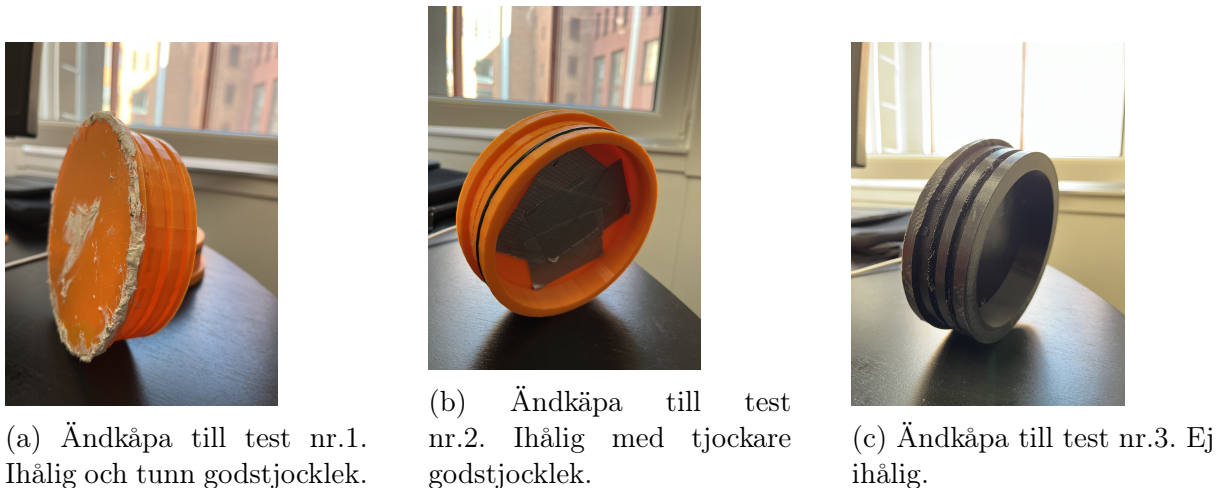 (a) Ändkåpa till test nr.1.
Ihålig och tunn godstjocklek.
(b) Ändkäpa till test
nr.2. Ihålig med tjockare
godstjocklek.
(c) Ändkåpa till test nr.3. Ej
ihålig.